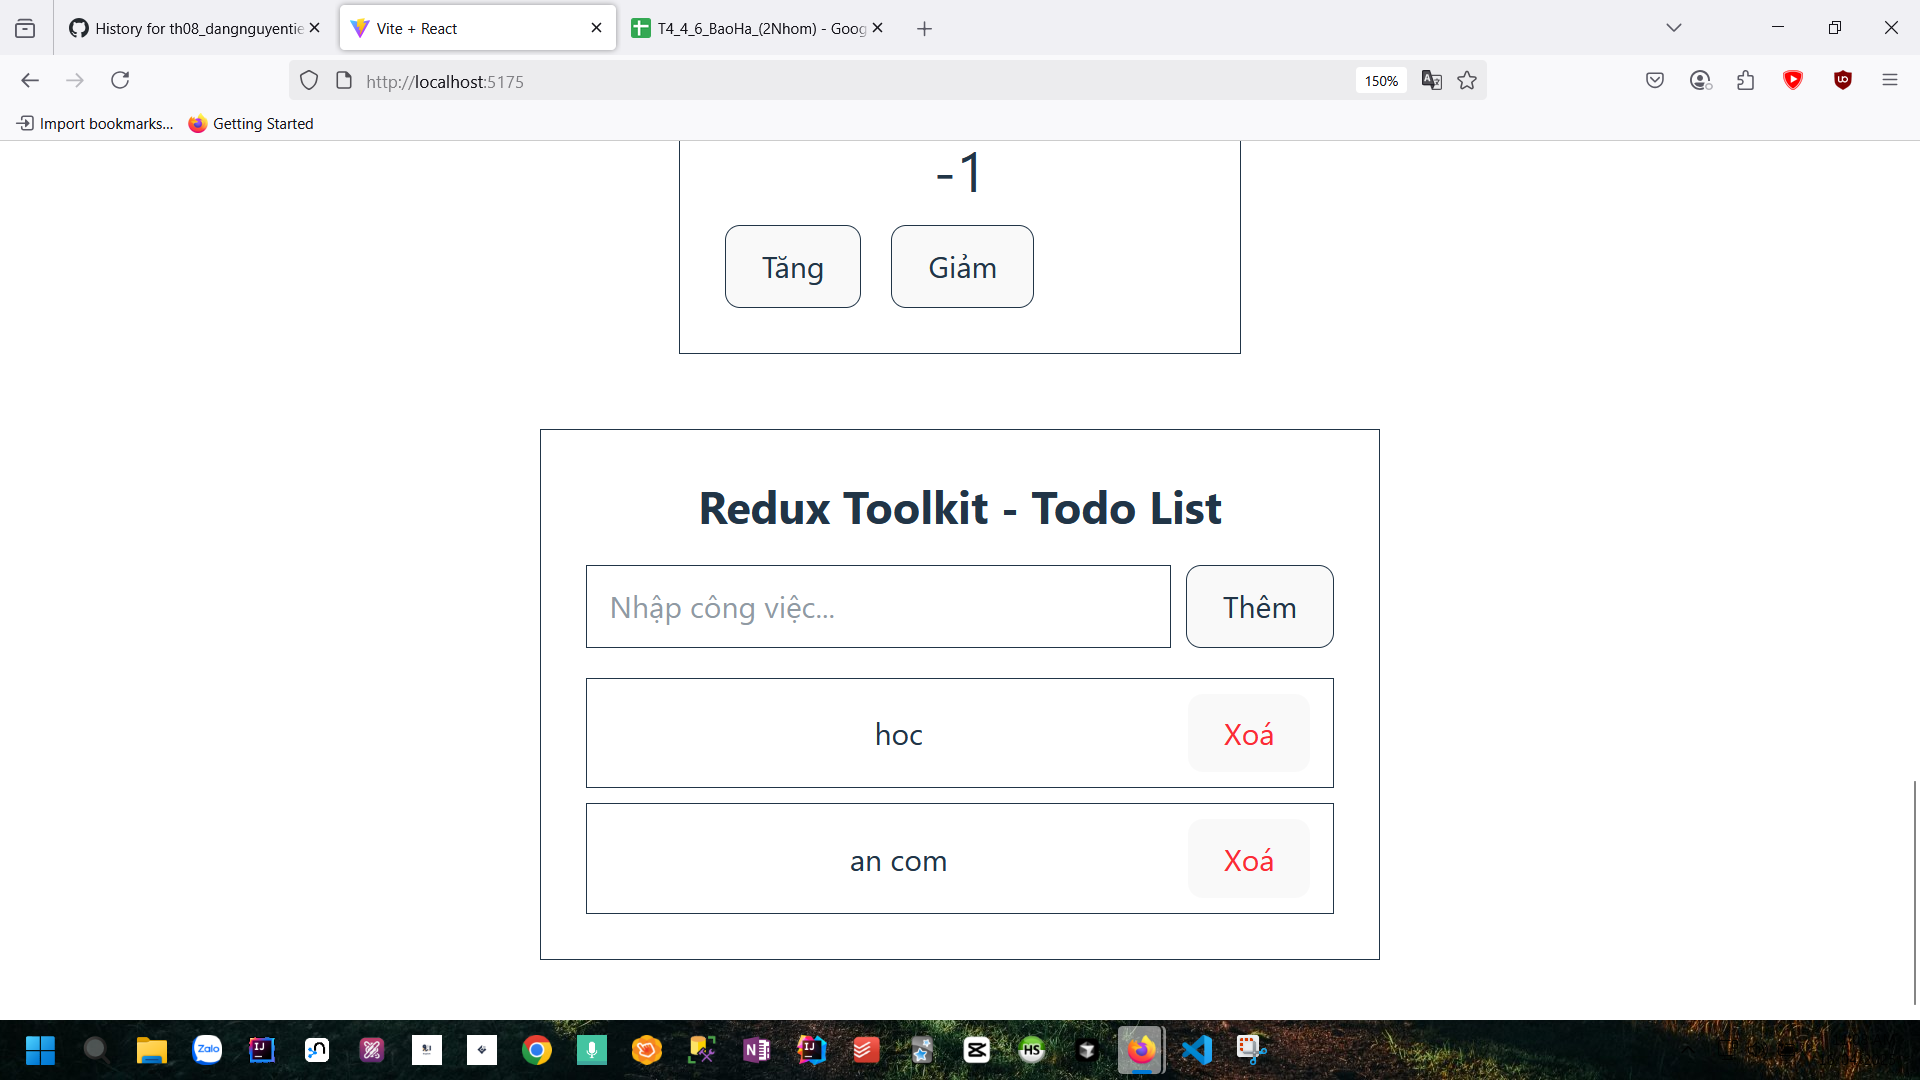 History for th08_dangnguyentie
Vite + React
T4_4_6_BaoHa_(2Nhom) - Goog
http://localhost:5175
150%
Import bookmarks...
Getting Started
-1
Tăng
Giảm
Redux Toolkit - Todo List
Nhập công việc...
Thêm
hoc
Xoá
an com
Xoá
Zalo